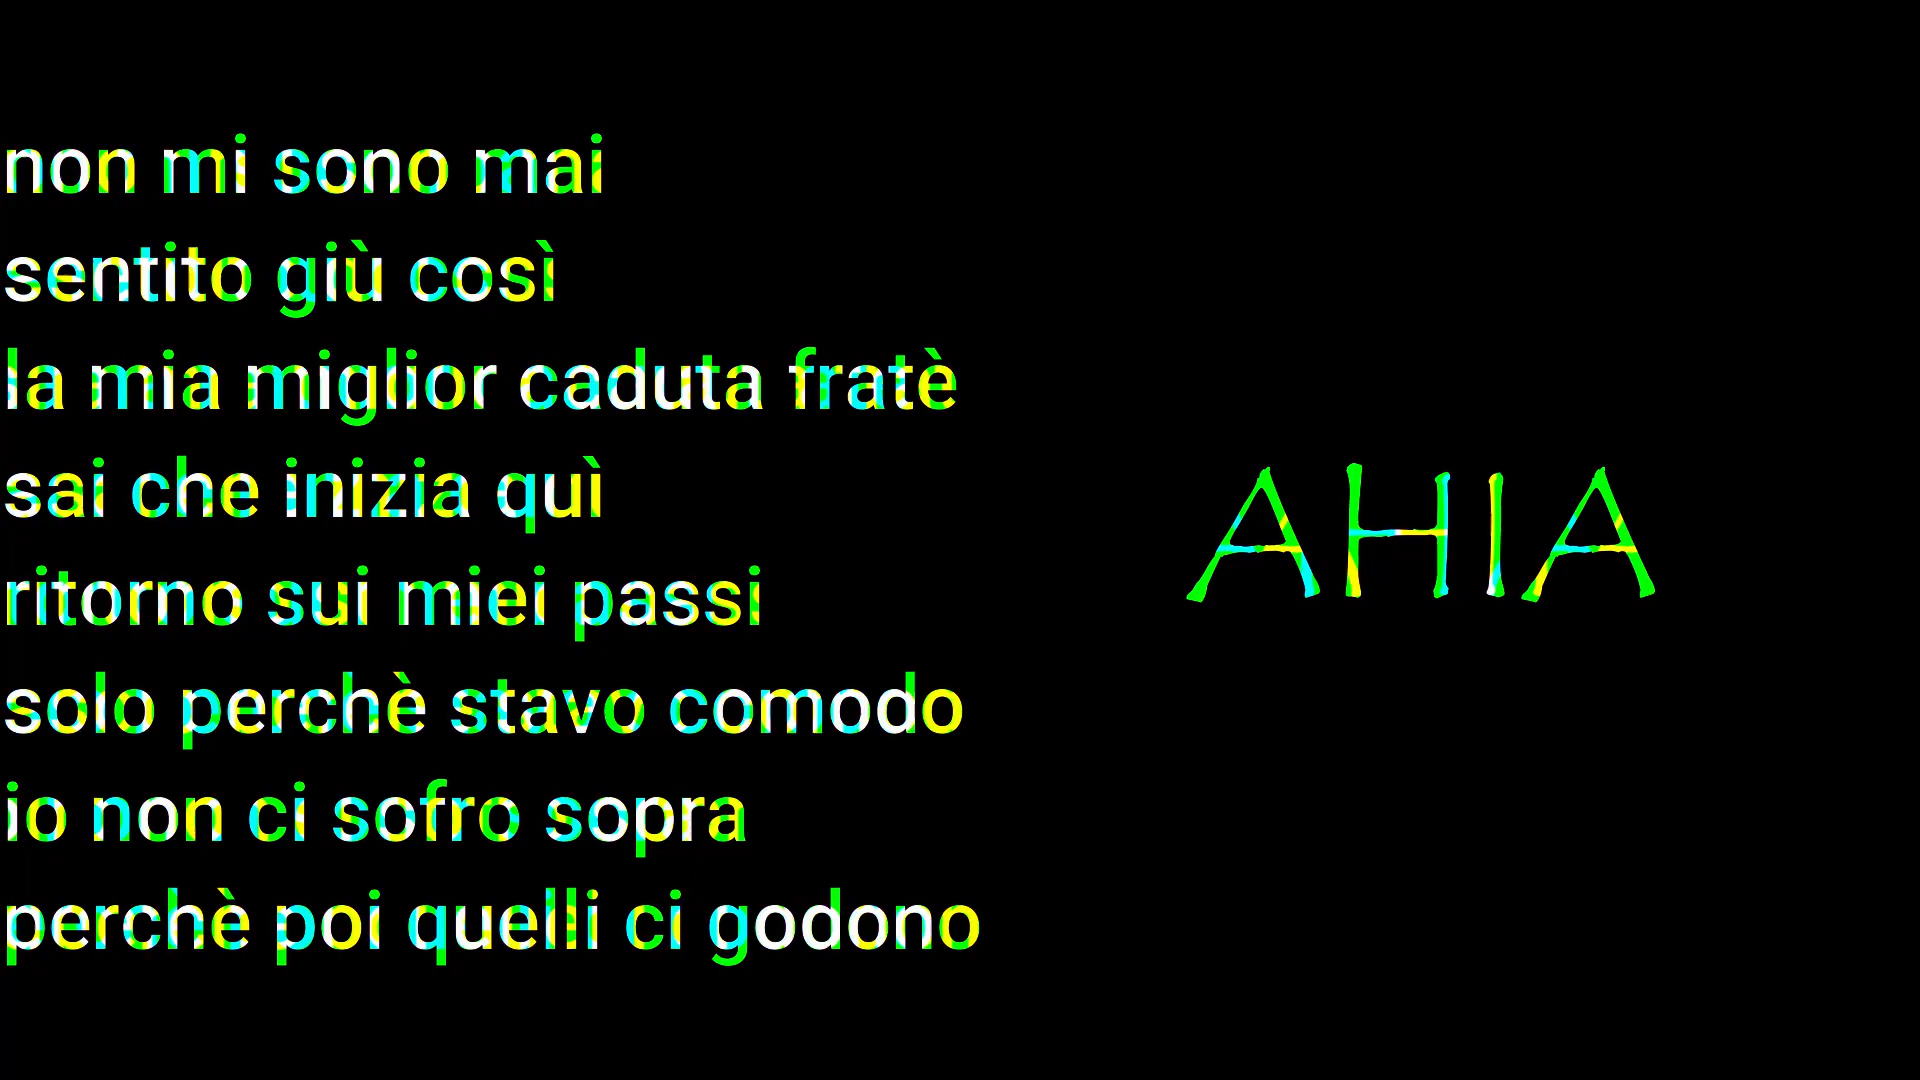 non mi sono mai
sentito giù così
la mia miglior caduta fratè
sai che inizia quì
ritorno sui miei passi
solo perchè stavo comodo
io non ci sofro sopra
perchè poi quelli ci godono
AHIA